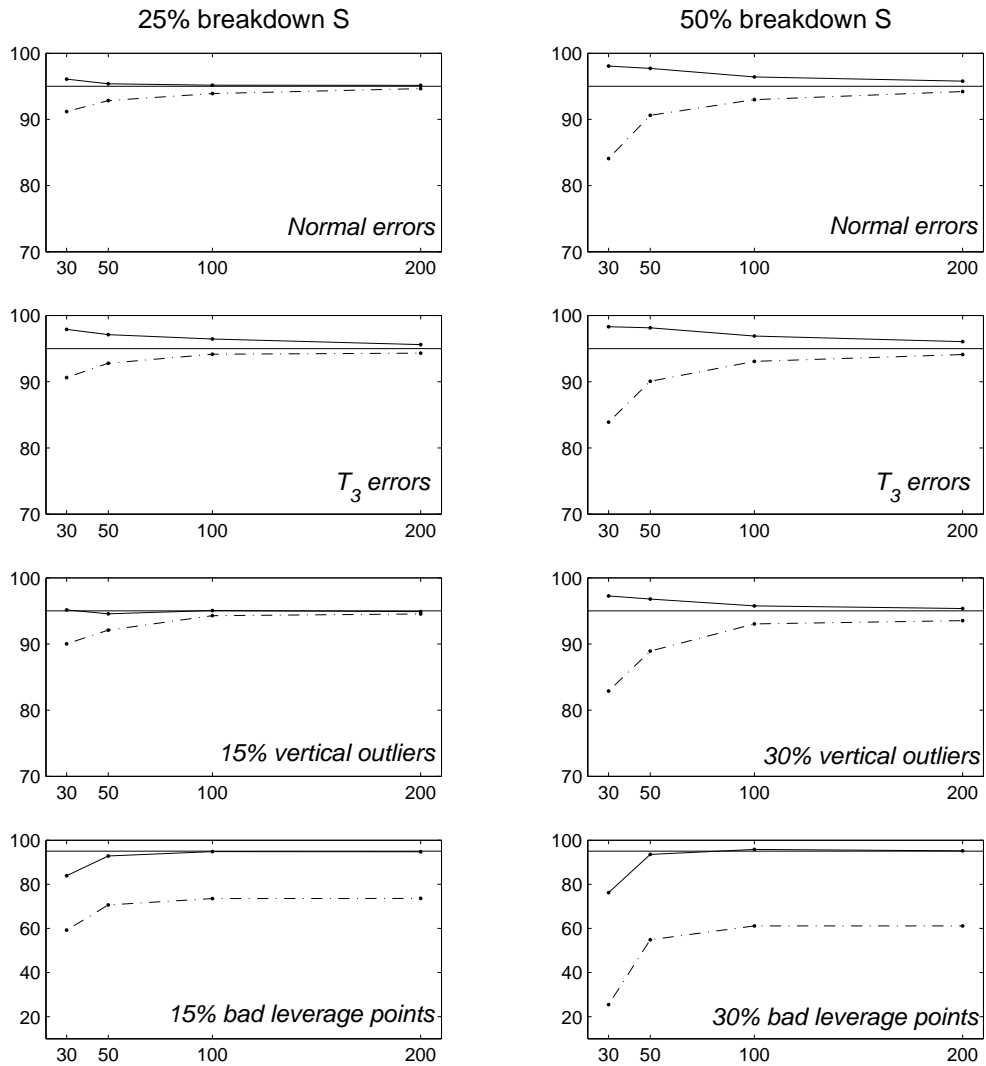 25% breakdown S
50% breakdown S
100
90
80
70
Normal errors
30 50 100 200
100
90
80
70
Normal errors
30 50 100 200
100
90
80
70
T3 errors
30 50 100 200
100
90
80
70
T3 errors
30 50 100 200
100
90
80
70
15% vertical outliers
30 50 100 200
100
90
80
70
30% vertical outliers
30 50 100 200
100
80
60
40
20
15% bad leverage points
30 50 100 200
100
80
60
40
20
30% bad leverage points
30 50 100 200